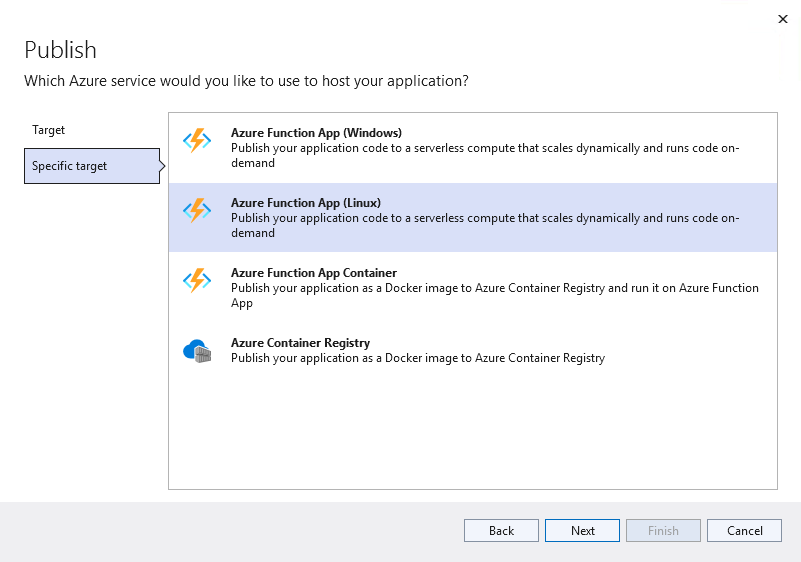 Publish
Which Azure service would you like to use to host your application?
Target
Specific target
Azure Function App (Windows)
Publish your application code to a serverless compute that scales dynamically and runs code on-
demand
Azure Function App (Linux)
Publish your application code to a serverless compute that scales dynamically and runs code on-
demand
Azure Function App Container
Publish your application as a Docker image to Azure Container Registry and run it on Azure Function
App
Azure Container Registry
Publish your application as a Docker image to Azure Container Registry
Back
Next
Finish
Cancel